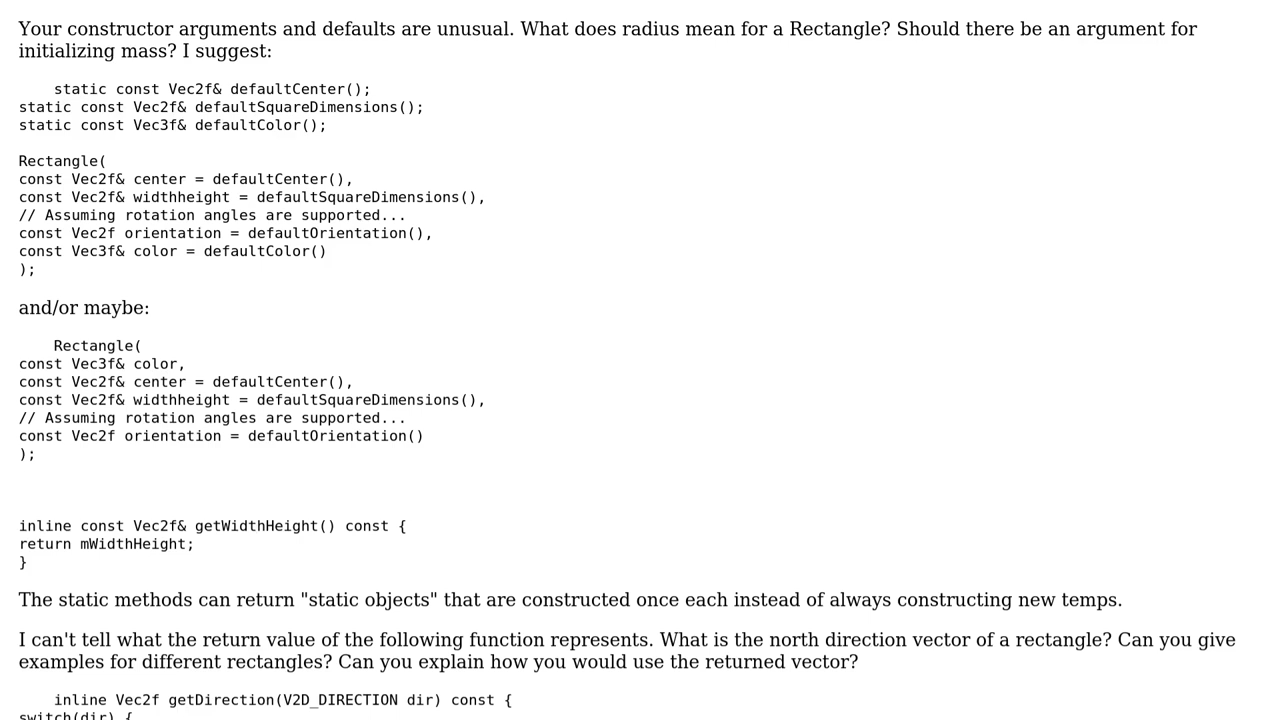 Your constructor arguments and defaults are unusual. What does radius mean for a Rectangle? Should there be an argument for
initializing mass? I suggest:
    static const Vec2f& defaultCenter();
static const Vec2f& defaultSquareDimensions();
static const Vec3f& defaultColor();
Rectangle(
const Vec2f& center = defaultCenter(),
const Vec2f& widthheight = defaultSquareDimensions(),
// Assuming rotation angles are supported...
const Vec2f orientation = defaultOrientation(),
const Vec3f& color = defaultColor()
);
and/or maybe:
    Rectangle(
const Vec3f& color,
const Vec2f& center = defaultCenter(),
const Vec2f& widthheight = defaultSquareDimensions(),
// Assuming rotation angles are supported...
const Vec2f orientation = defaultOrientation()
);
inline const Vec2f& getWidthHeight() const {
return mWidthHeight;
}
The static methods can return "static objects" that are constructed once each instead of always constructing new temps.
I can't tell what the return value of the following function represents. What is the north direction vector of a rectangle? Can you give
examples for different rectangles? Can you explain how you would use the returned vector?
    inline Vec2f getDirection(V2D_DIRECTION dir) const {
switch(dir) {